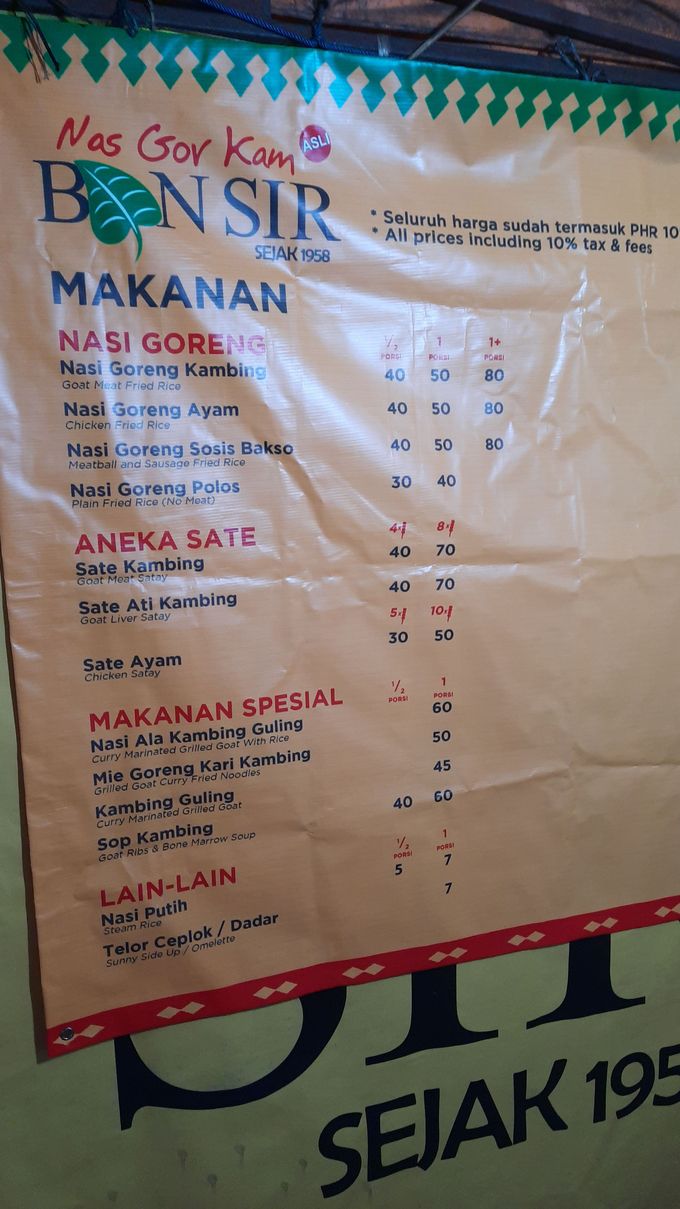 Nas Gor Kam ASLI
BON SIR
SEJAK 1958
* Seluruh harga sudah termasuk PHR 10
* All prices including 10% tax & fees
MAKANAN
NASI GORENG 1/2 PORSI 1 PORSI 1+ PORSI
Nasi Goreng Kambing 40 50 80
Goat Meat Fried Rice
Nasi Goreng Ayam 40 50 80
Chicken Fried Rice
Nasi Goreng Sosis Bakso 40 50 80
Meatball and Sausage Fried Rice
Nasi Goreng Polos 30 40
Plain Fried Rice (No Meat)
ANEKA SATE 4x 8x
Sate Kambing 40 70
Goat Meat Satay
Sate Ati Kambing 40 70
Goat Liver Satay
5x 10x
Sate Ayam 30 50
Chicken Satay
MAKANAN SPESIAL 1/2 PORSI 1 PORSI
Nasi Ala Kambing Guling 60
Curry Marinated Grilled Goat With Rice
Mie Goreng Kari Kambing 50
Grilled Goat Curry Fried Noodles
Kambing Guling 45
Curry Marinated Grilled Goat
Sop Kambing 40 60
Goat Ribs & Bone Marrow Soup
LAIN-LAIN 1/2 PORSI 1 PORSI
Nasi Putih 5 7
Steam Rice
Telor Ceplok / Dadar 7
Sunny Side Up / Omelette
SIR
SEJAK 195